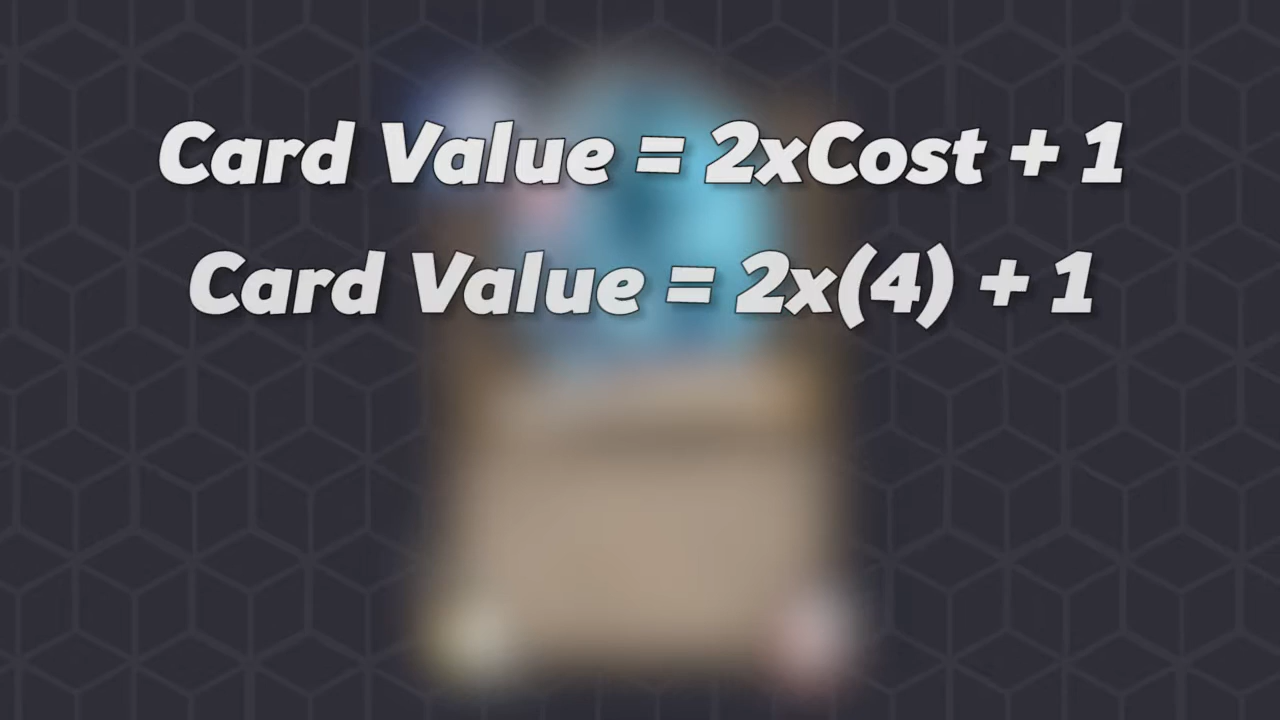 Card Value = 2xCost + 1
Card Value = 2x(4) + 1